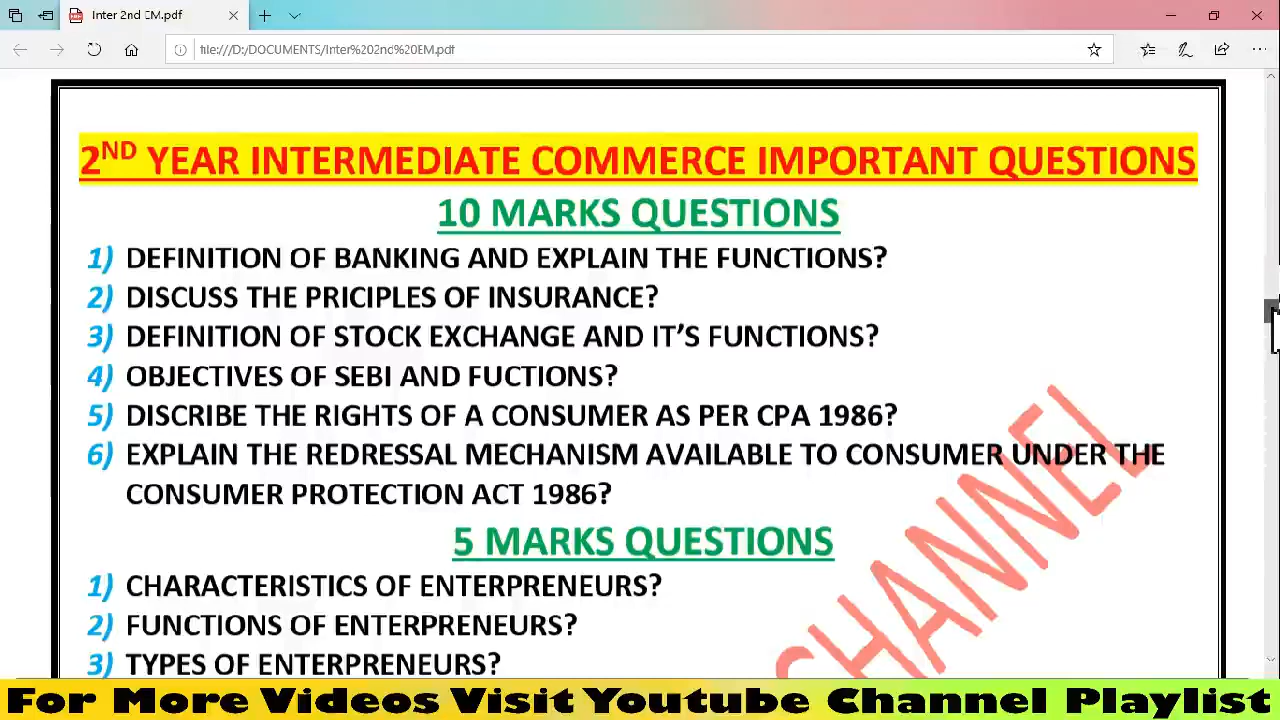 Inter 2nd EM.pdf
file:///D:/DOCUMENTS/Inter%202nd%20EM.pdf
2ND YEAR INTERMEDIATE COMMERCE IMPORTANT QUESTIONS
10 MARKS QUESTIONS
1) DEFINITION OF BANKING AND EXPLAIN THE FUNCTIONS?
2) DISCUSS THE PRICIPLES OF INSURANCE?
3) DEFINITION OF STOCK EXCHANGE AND IT'S FUNCTIONS?
4) OBJECTIVES OF SEBI AND FUCTIONS?
5) DISCRIBE THE RIGHTS OF A CONSUMER AS PER CPA 1986?
6) EXPLAIN THE REDRESSAL MECHANISM AVAILABLE TO CONSUMER UNDER THE
CONSUMER PROTECTION ACT 1986?
5 MARKS QUESTIONS
1) CHARACTERISTICS OF ENTERPRENEURS?
2) FUNCTIONS OF ENTERPRENEURS?
3) TYPES OF ENTERPRENEURS?
CHANNEL
For More Videos Visit Youtube Channel Playlist